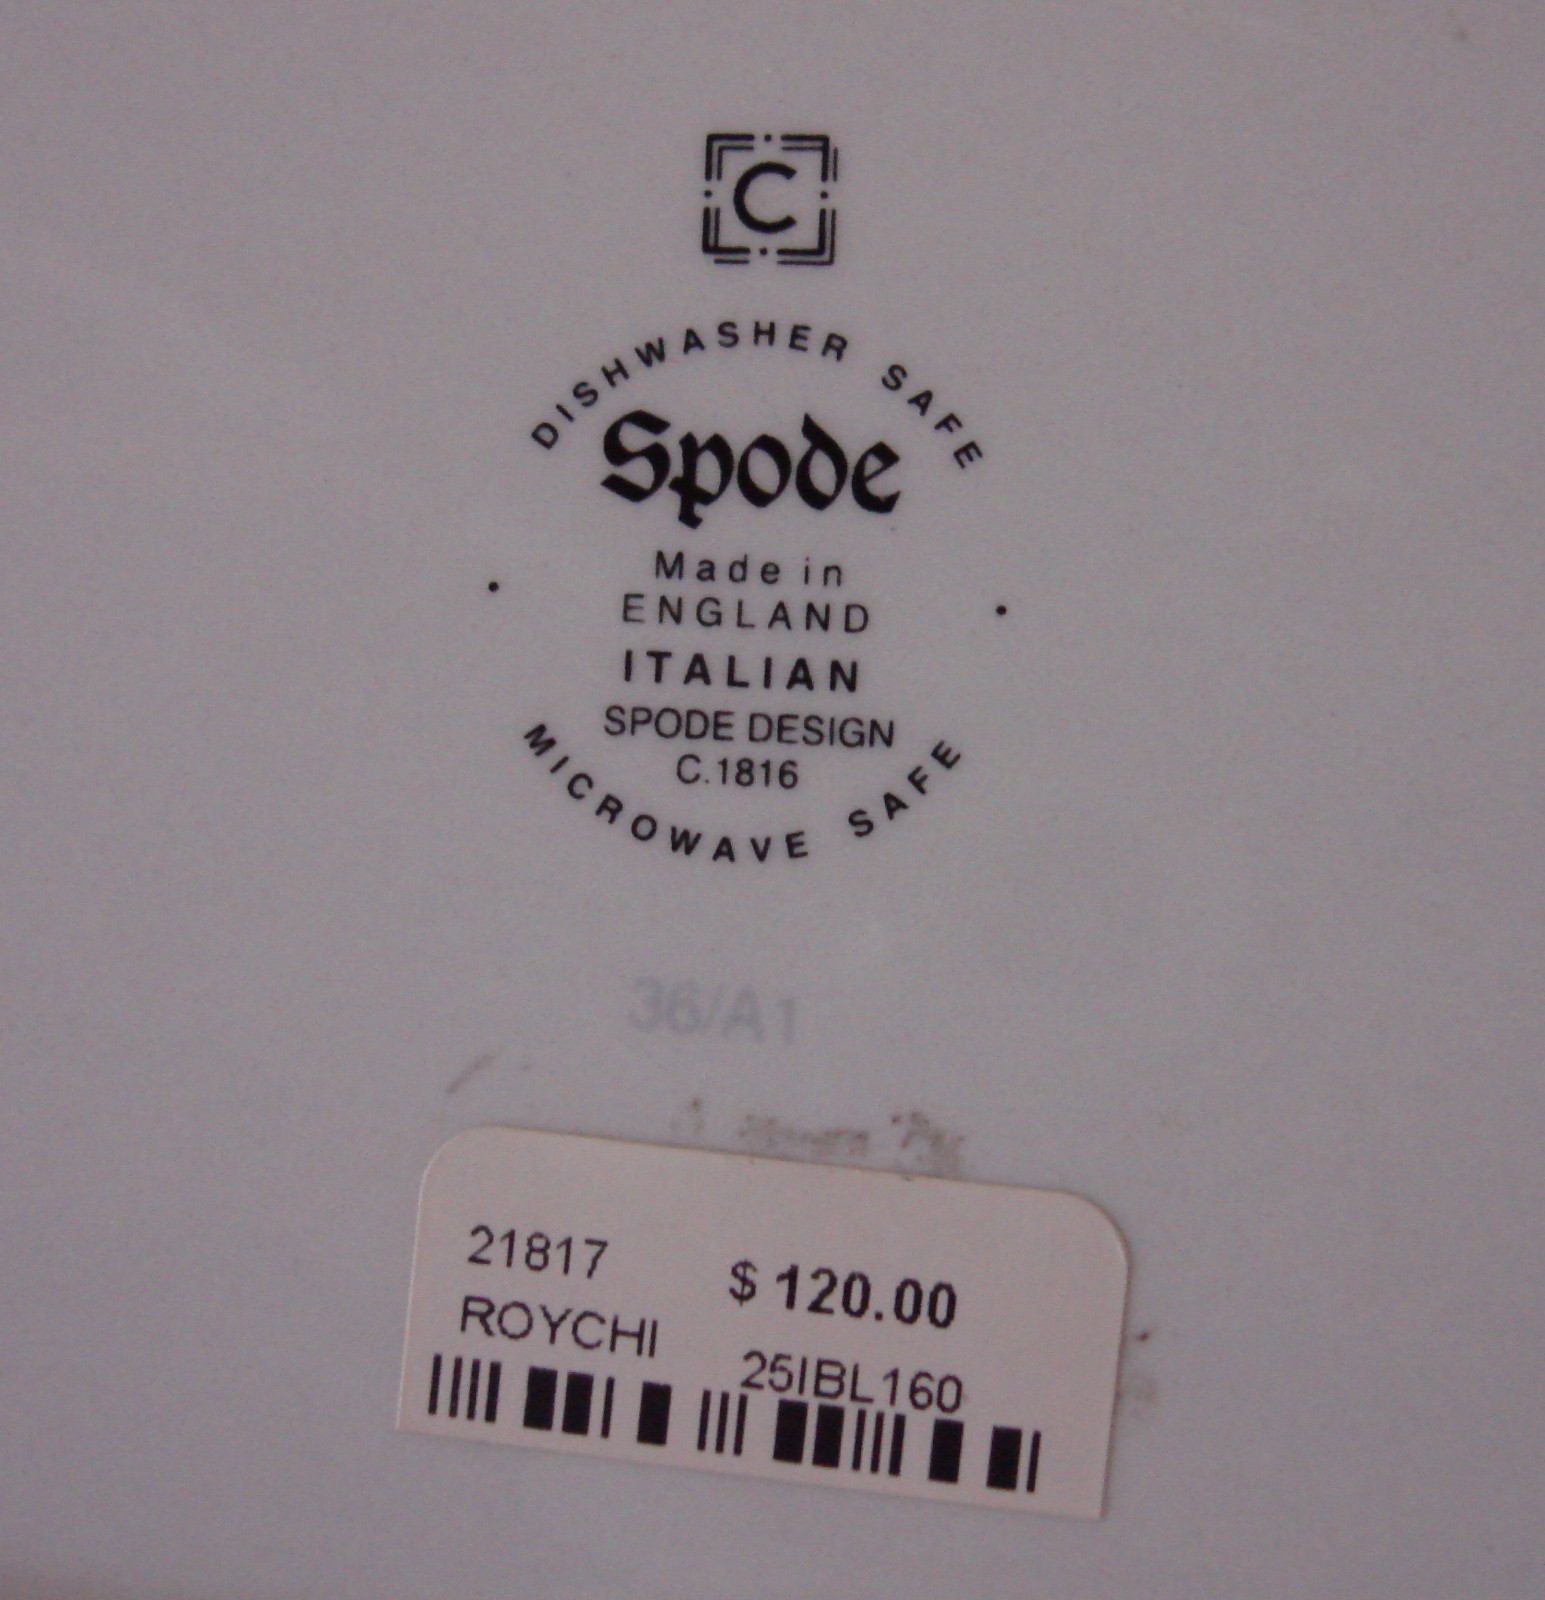 C
DISHWASHER SAFE
Spode
Made in
ENGLAND
ITALIAN
SPODE DESIGN
C.1816
MICROWAVE SAFE
36/A1
21817 $ 120.00
ROYCHI 25IBL160